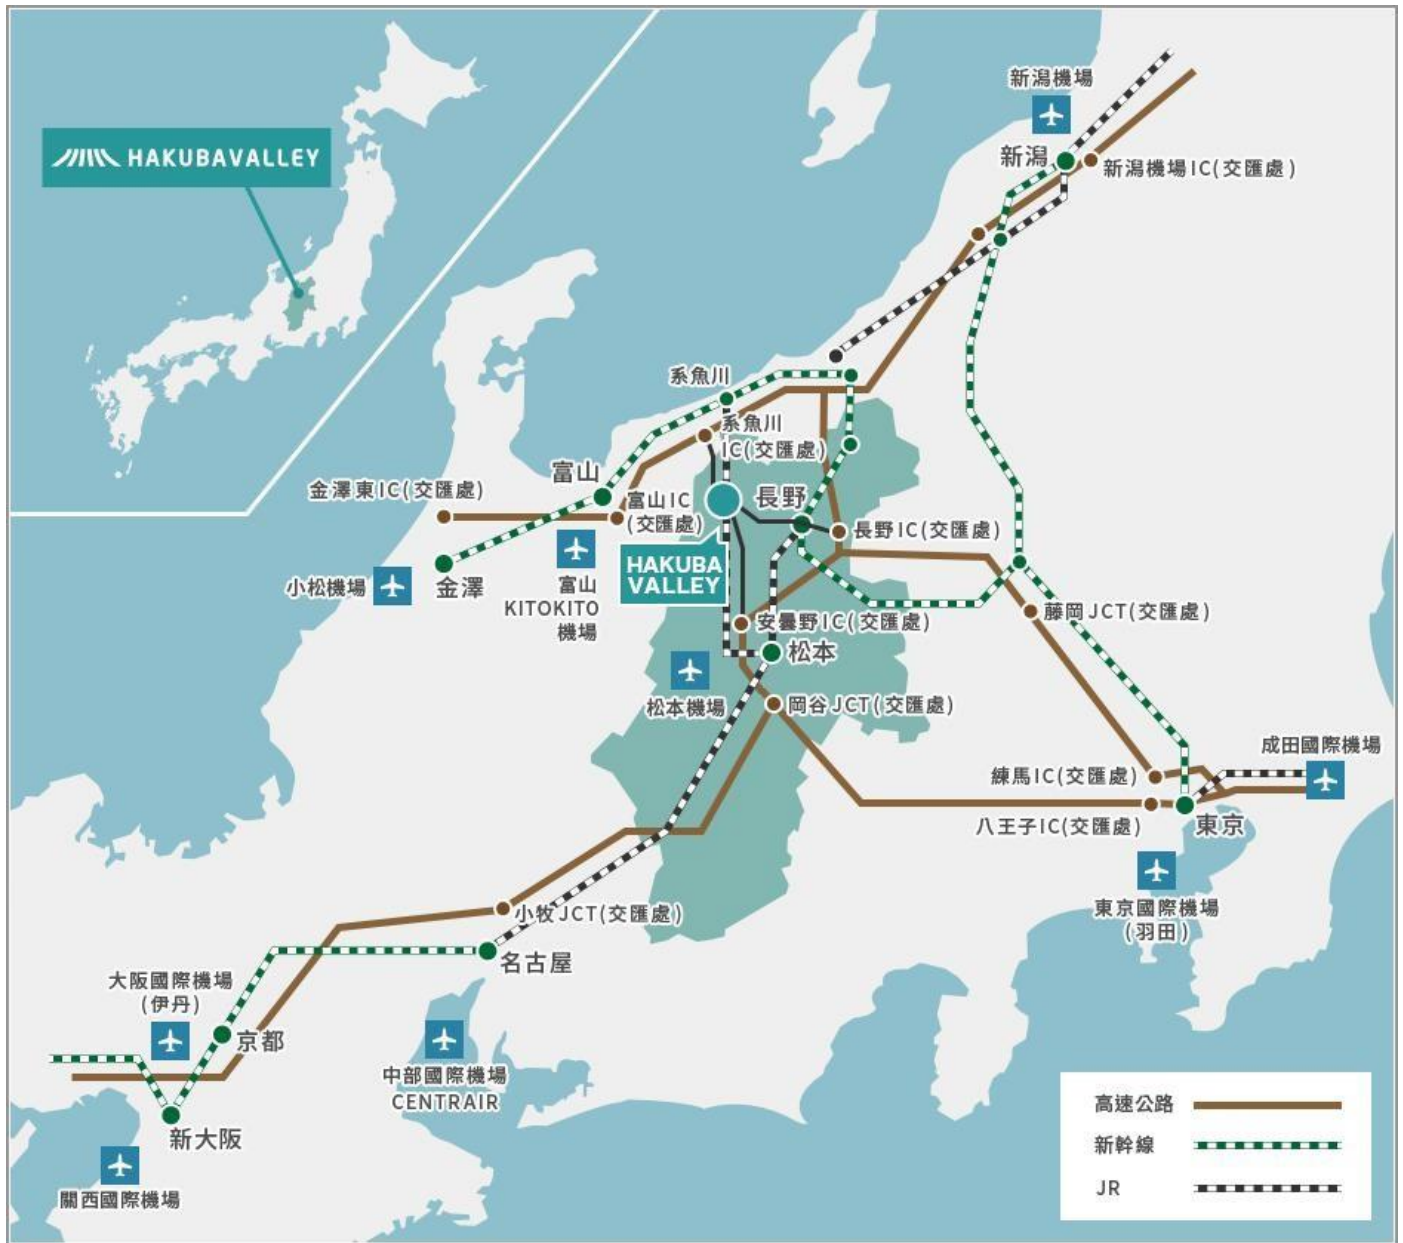 HAKUBAVALLEY
新潟機場
新潟
新潟機場IC(交匯處)
系魚川
系魚川
IC(交匯處)
富山
金澤東IC(交匯處)
富山IC
(交匯處)
長野
長野IC(交匯處)
HAKUBA
VALLEY
小松機場
金澤
富山
KITOKITO
機場
藤岡JCT(交匯處)
安曇野IC(交匯處)
松本
松本機場
岡谷JCT(交匯處)
成田國際機場
練馬IC(交匯處)
八王子IC(交匯處)
東京
東京國際機場
(羽田)
小牧JCT(交匯處)
名古屋
大阪國際機場
(伊丹)
京都
中部國際機場
CENTRAIR
新大阪
關西國際機場
高速公路
新幹線
JR